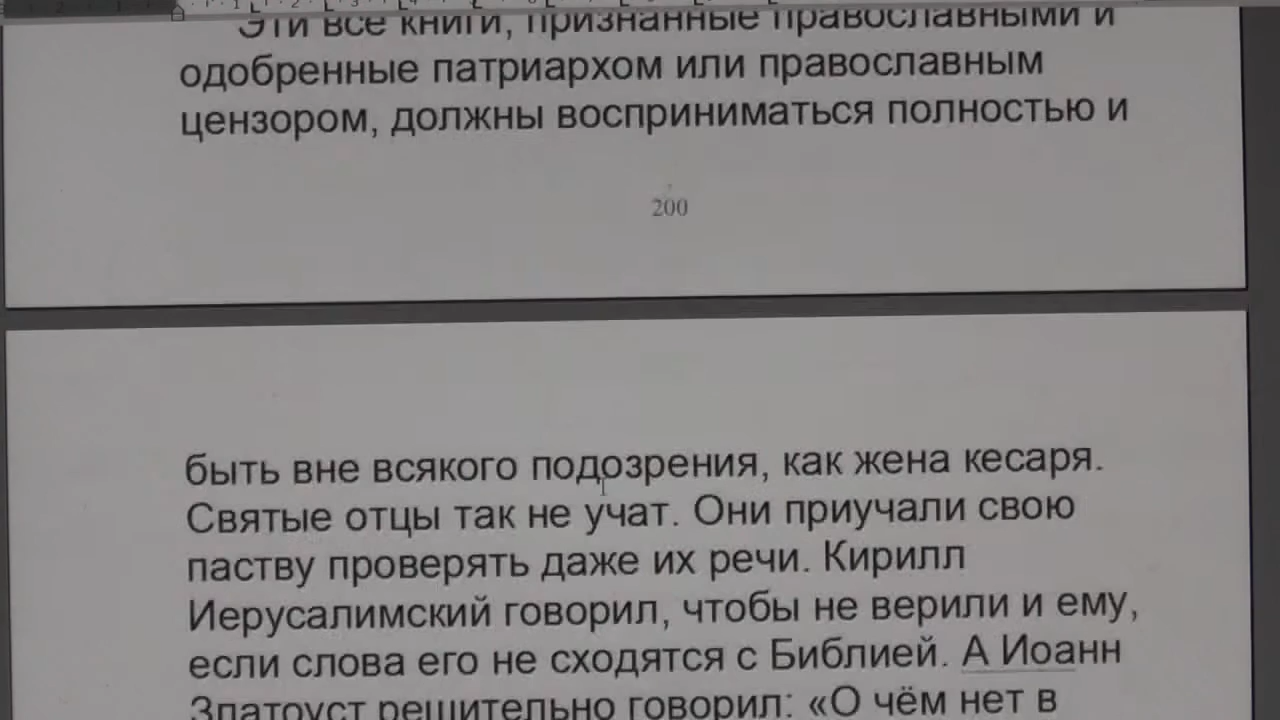 Эти все книги, признанные православными и
одобренные патриархом или православным
цензором, должны восприниматься полностью и
200
быть вне всякого подозрения, как жена кесаря.
Святые отцы так не учат. Они приучали свою
паству проверять даже их речи. Кирилл
Иерусалимский говорил, чтобы не верили и ему,
если слова его не сходятся с Библией. А Иоанн
Златоуст решительно говорил: «О чём нет в